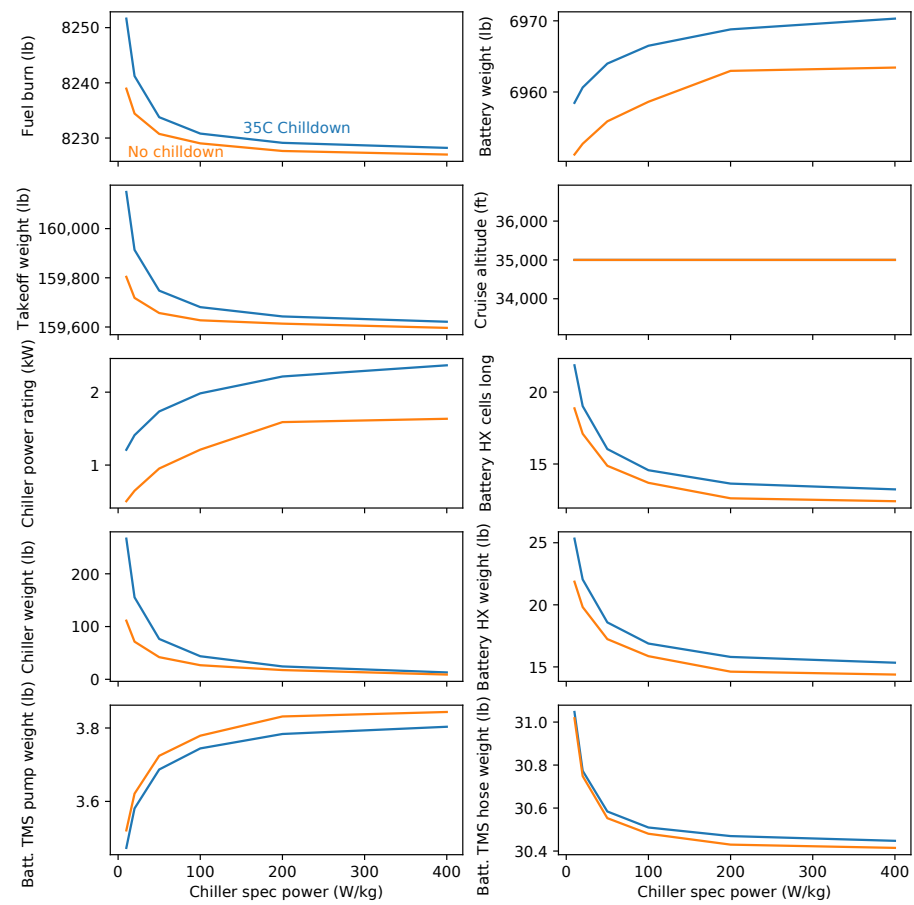 Fuel burn (lb)
8250
8240
8230
35C Chilldown
No chilldown
Battery weight (lb)
6970
6960
Takeoff weight (lb)
160,000
159,800
159,600
Cruise altitude (ft)
36,000
35,000
34,000
Chiller power rating (kW)
2
1
Battery HX cells long
20
15
Chiller weight (lb)
200
100
0
Battery HX weight (lb)
25
20
15
Batt. TMS pump weight (lb)
3.8
3.6
0 100 200 300 400
Chiller spec power (W/kg)
Batt. TMS hose weight (lb)
31.0
30.8
30.6
30.4
0 100 200 300 400
Chiller spec power (W/kg)